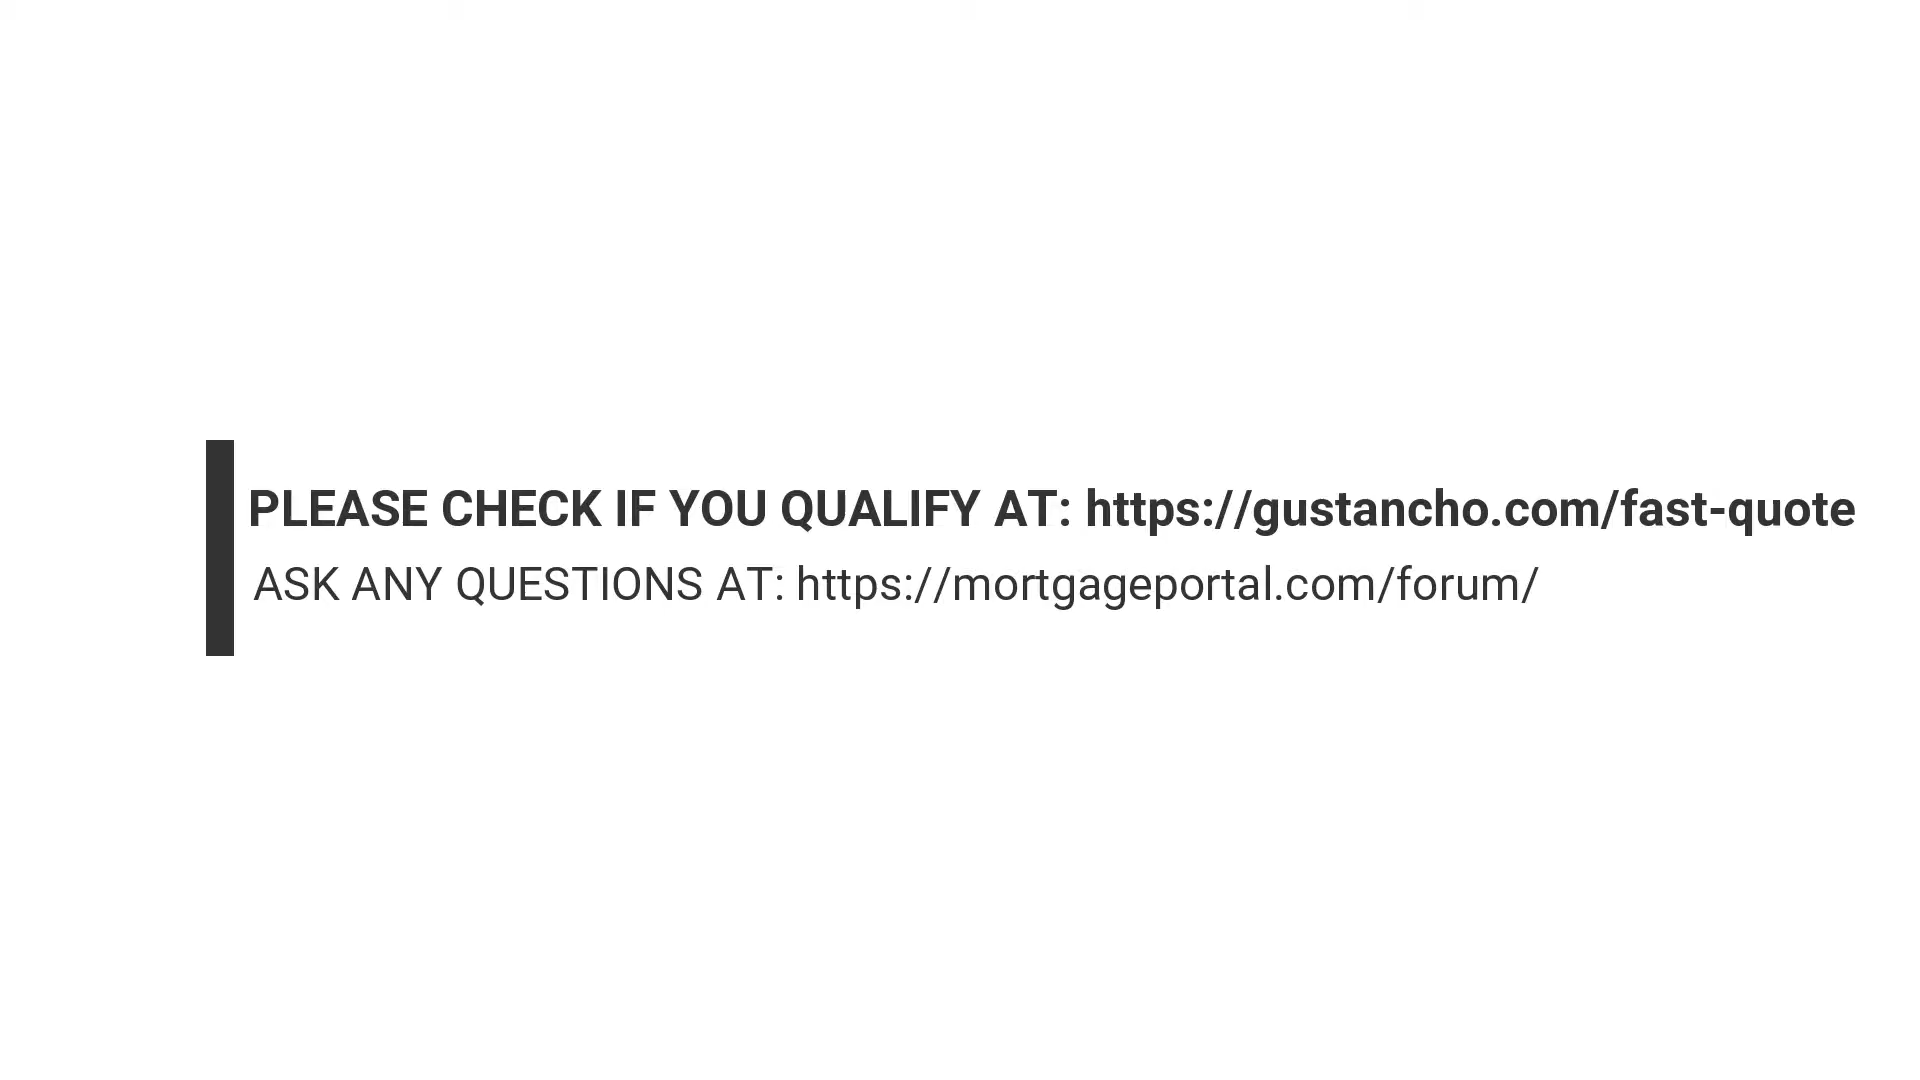 PLEASE CHECK IF YOU QUALIFY AT: https://gustancho.com/fast-quote
ASK ANY QUESTIONS AT: https://mortgageportal.com/forum/